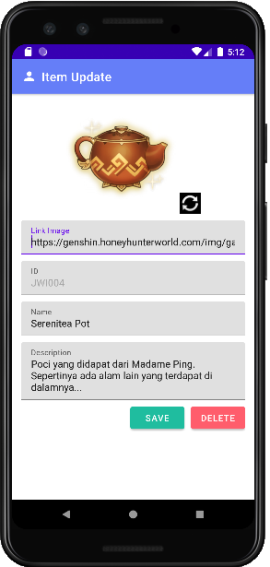 5:12
Item Update
Link Image
https://genshin.honeyhunterworld.com/img/ga
ID
JWI004
Name
Serenitea Pot
Description
Poci yang didapat dari Madame Ping.
Sepertinya ada alam lain yang terdapat di
dalamnya...
SAVE
DELETE